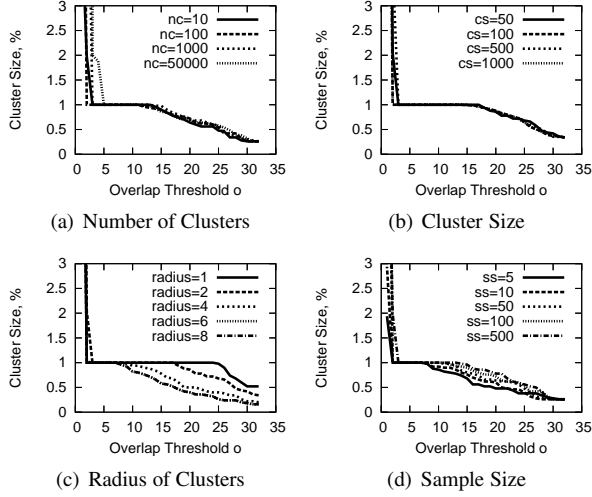 3
2.5
2
1.5
1
0.5
0
Cluster Size, %
nc=10
nc=100
nc=1000
nc=50000
0 5 10 15 20 25 30 35
Overlap Threshold o
(a) Number of Clusters
3
2.5
2
1.5
1
0.5
0
Cluster Size, %
cs=50
cs=100
cs=500
cs=1000
0 5 10 15 20 25 30 35
Overlap Threshold o
(b) Cluster Size
3
2.5
2
1.5
1
0.5
0
Cluster Size, %
radius=1
radius=2
radius=4
radius=6
radius=8
0 5 10 15 20 25 30 35
Overlap Threshold o
(c) Radius of Clusters
3
2.5
2
1.5
1
0.5
0
Cluster Size, %
ss=5
ss=10
ss=50
ss=100
ss=500
0 5 10 15 20 25 30 35
Overlap Threshold o
(d) Sample Size